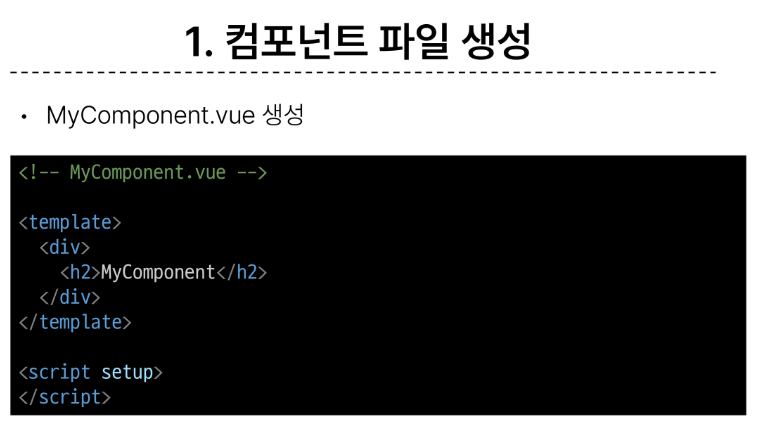 1. 컴포넌트 파일 생성
• MyComponent.vue 생성
<!-- MyComponent.vue -->
<template>
  <div>
    <h2>MyComponent</h2>
  </div>
</template>
<script setup>
</script>